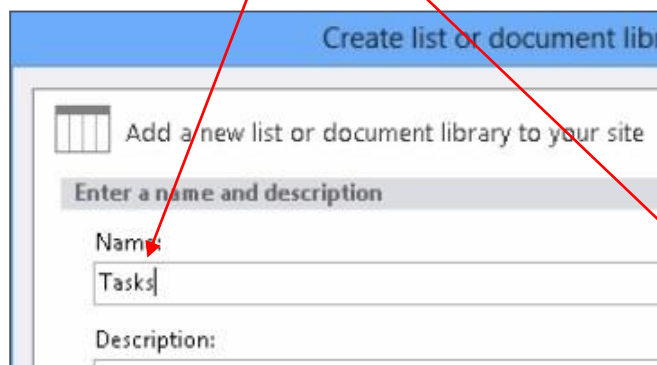 Create list or document libr
Add a new list or document library to your site
Enter a name and description
Name:
Tasks
Description: